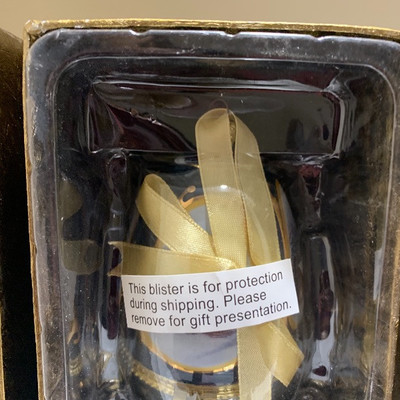 This blister is for protection
during shipping. Please
remove for gift presentation.